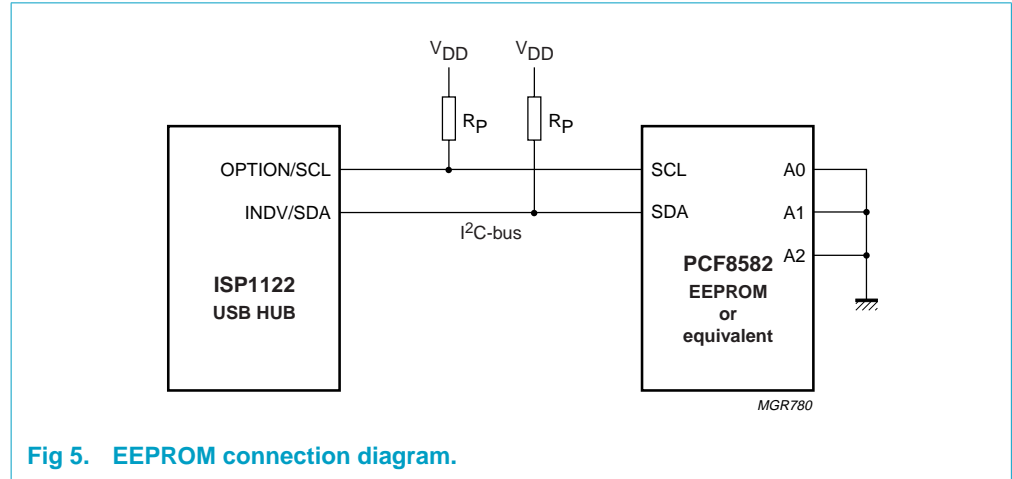 VDD VDD
RP RP
OPTION/SCL
INDV/SDA
I2C-bus
ISP1122
USB HUB
SCL
SDA
A0
A1
A2
PCF8582
EEPROM
or
equivalent
MGR780
Fig 5. EEPROM connection diagram.